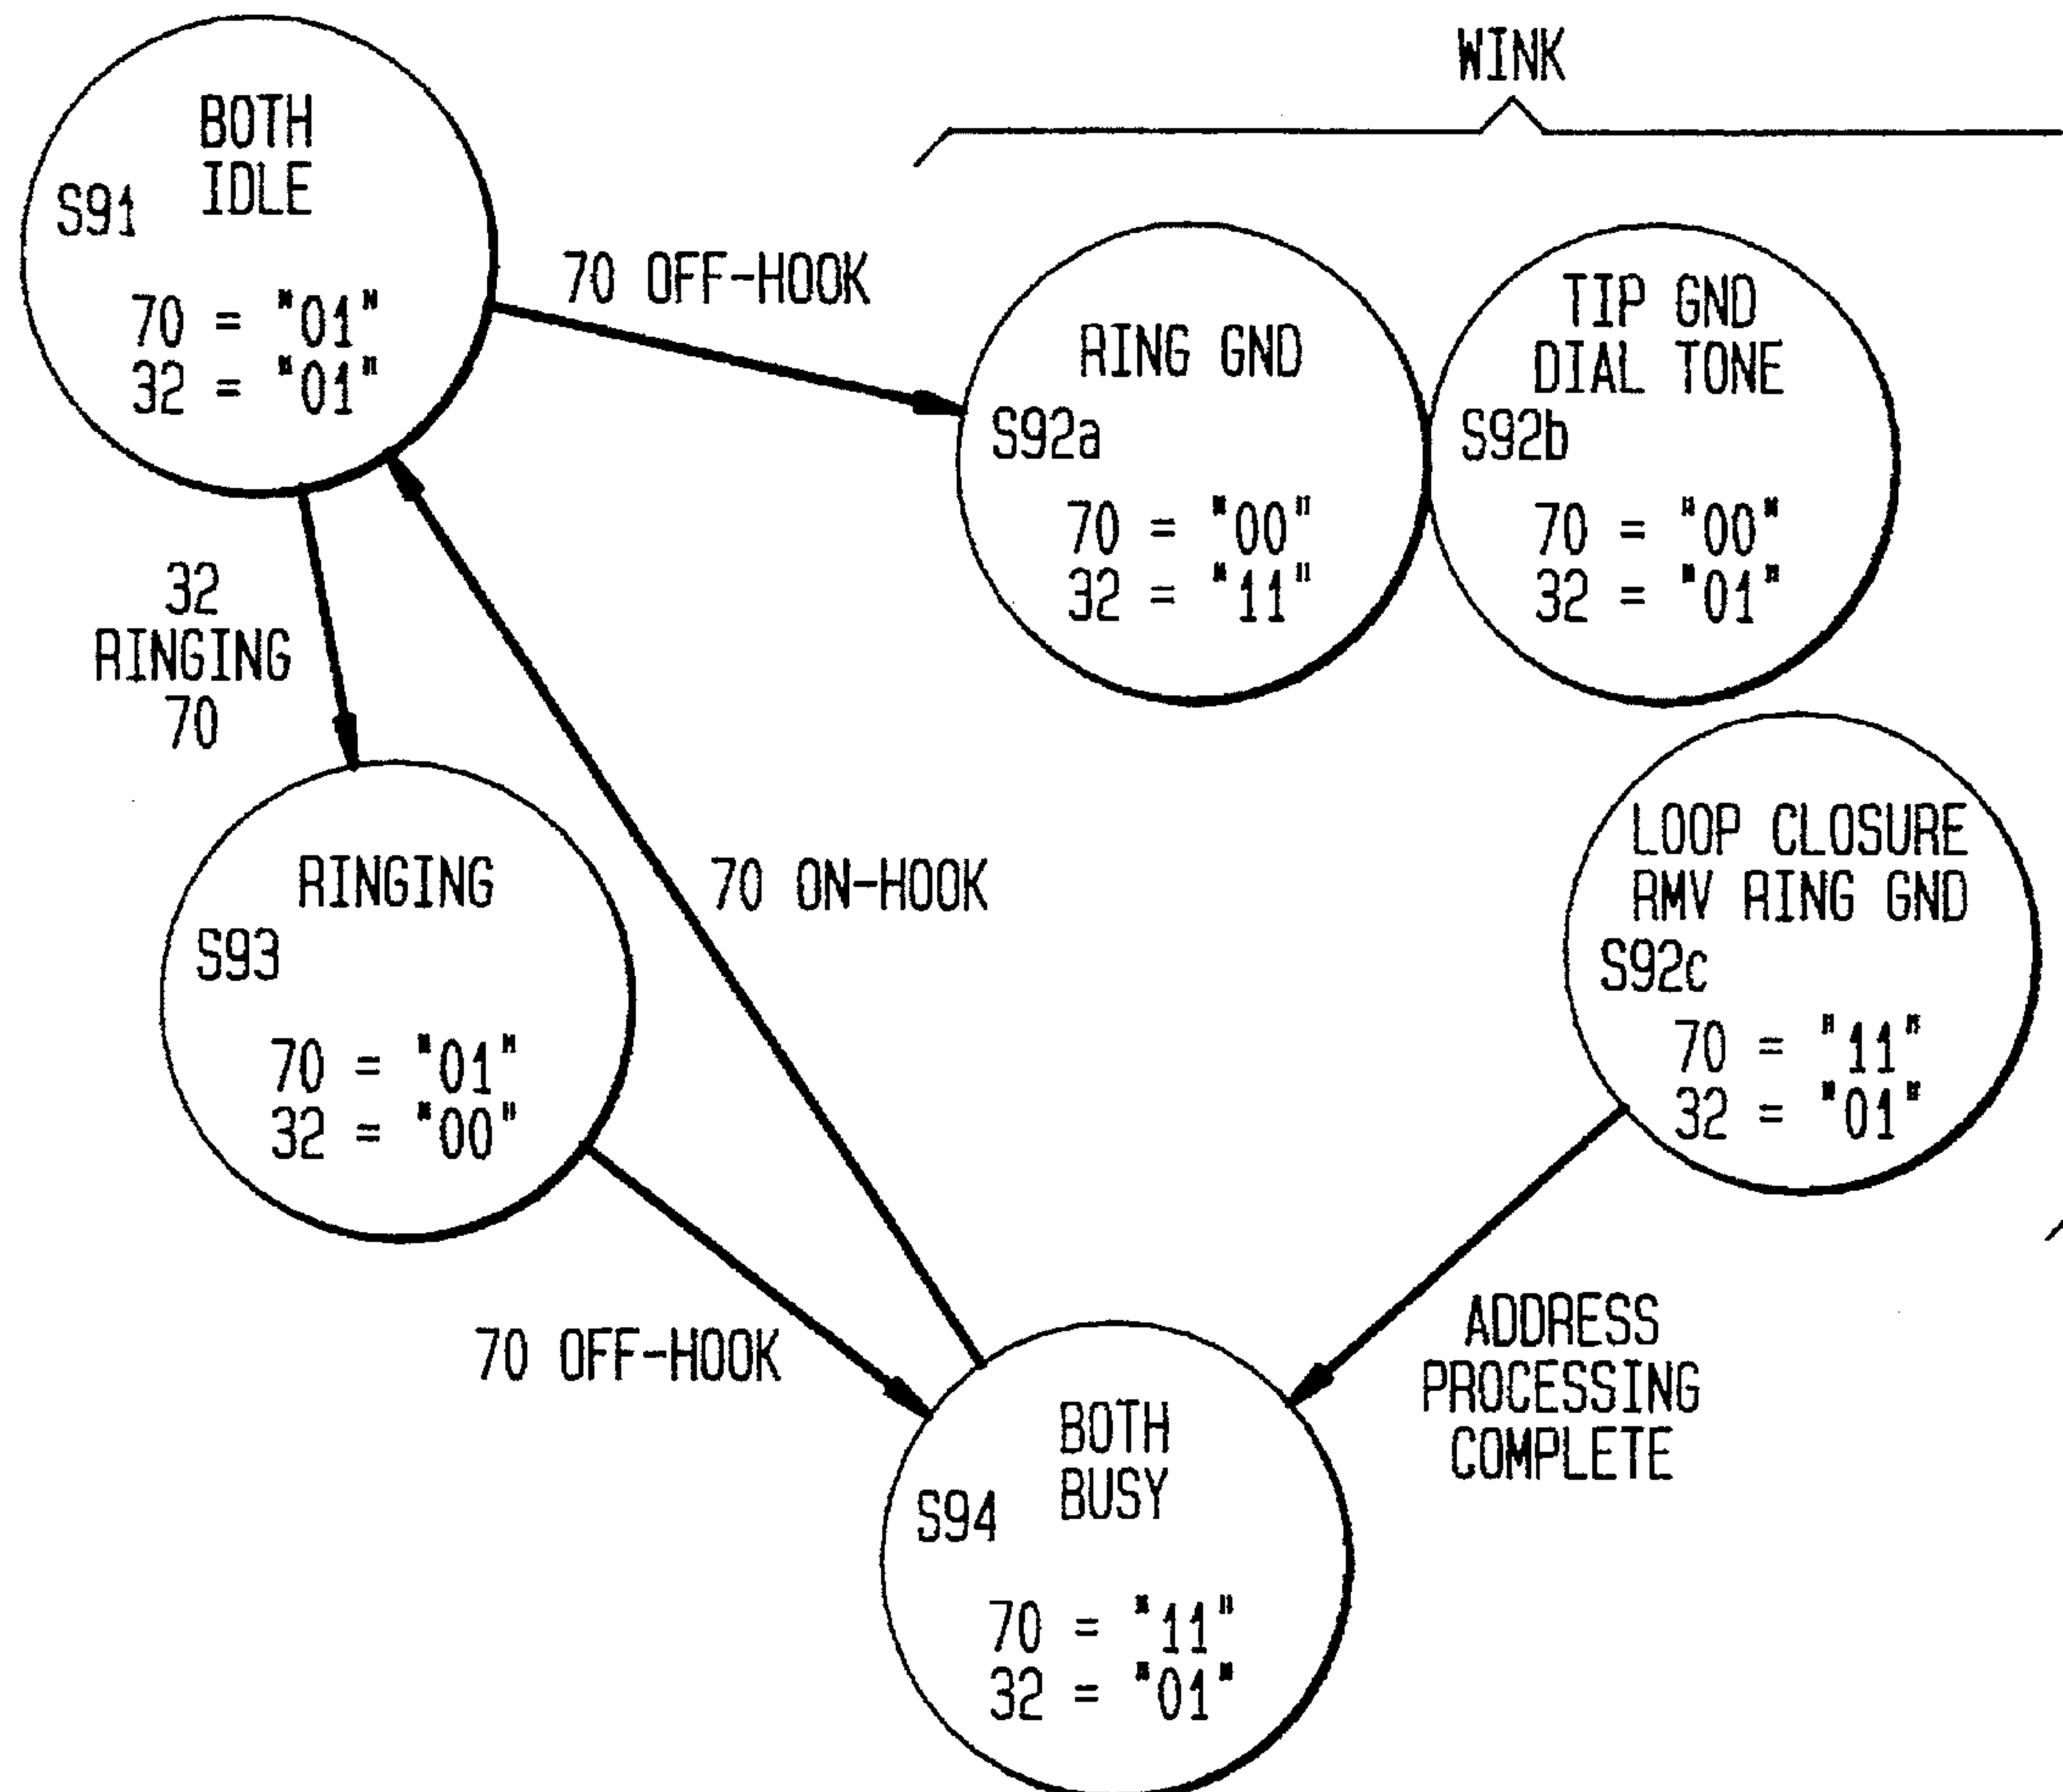 WINK
BOTH
IDLE
S91
70 = "01"
32 = "01"
70 OFF-HOOK
RING GND
S92a
70 = "00"
32 = "11"
TIP GND
DIAL TONE
S92b
70 = "00"
32 = "01"
32
RINGING
70
RINGING
S93
70 = "01"
32 = "00"
70 ON-HOOK
LOOP CLOSURE
RMV RING GND
S92c
70 = "11"
32 = "01"
70 OFF-HOOK
ADDRESS
PROCESSING
COMPLETE
BOTH
BUSY
S94
70 = "11"
32 = "01"